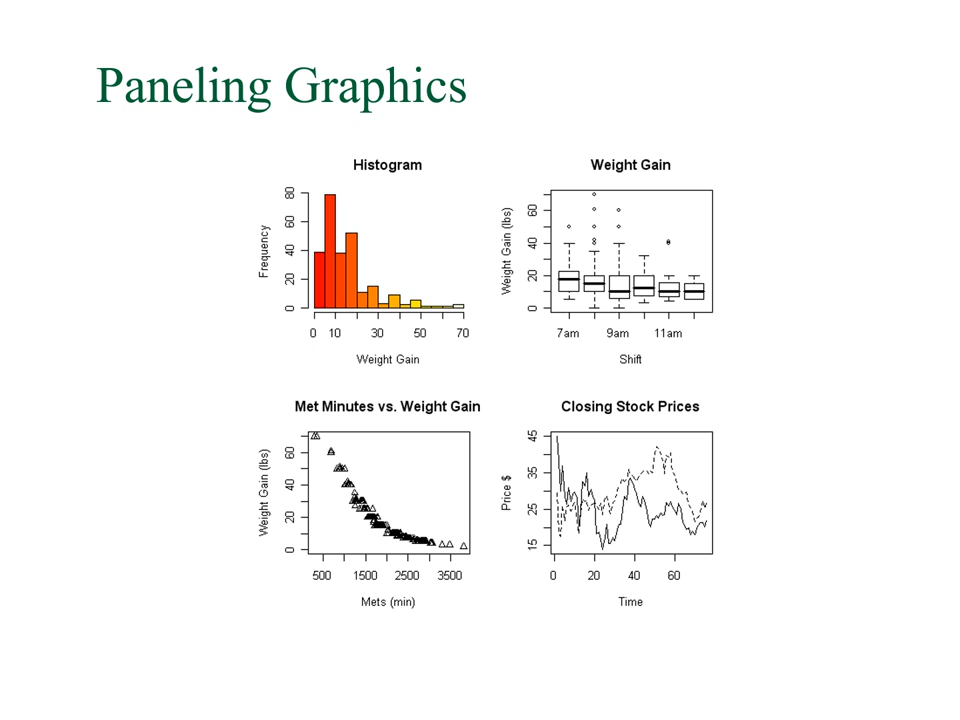 Paneling Graphics
Histogram
Frequency
0 20 40 60 80
0 10 30 50 70
Weight Gain
Weight Gain
Weight Gain (lbs)
0 20 40 60
7am 9am 11am
Shift
Met Minutes vs. Weight Gain
Weight Gain (lbs)
0 20 40 60
500 1500 2500 3500
Mets (min)
Closing Stock Prices
Price $
15 25 35 45
0 20 40 60
Time